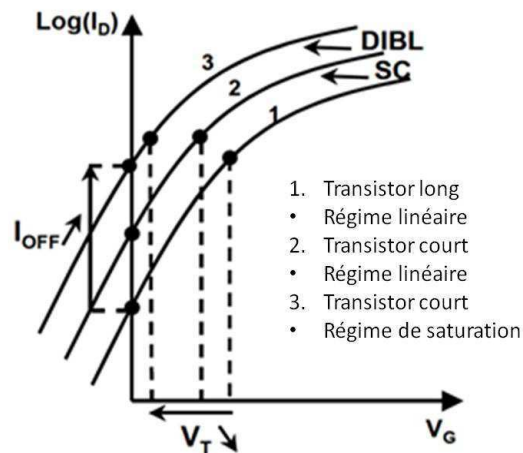 Log(I_D)
3
DIBL
2
SC
1
I_OFF
1. Transistor long
• Régime linéaire
2. Transistor court
• Régime linéaire
3. Transistor court
• Régime de saturation
V_T
V_G